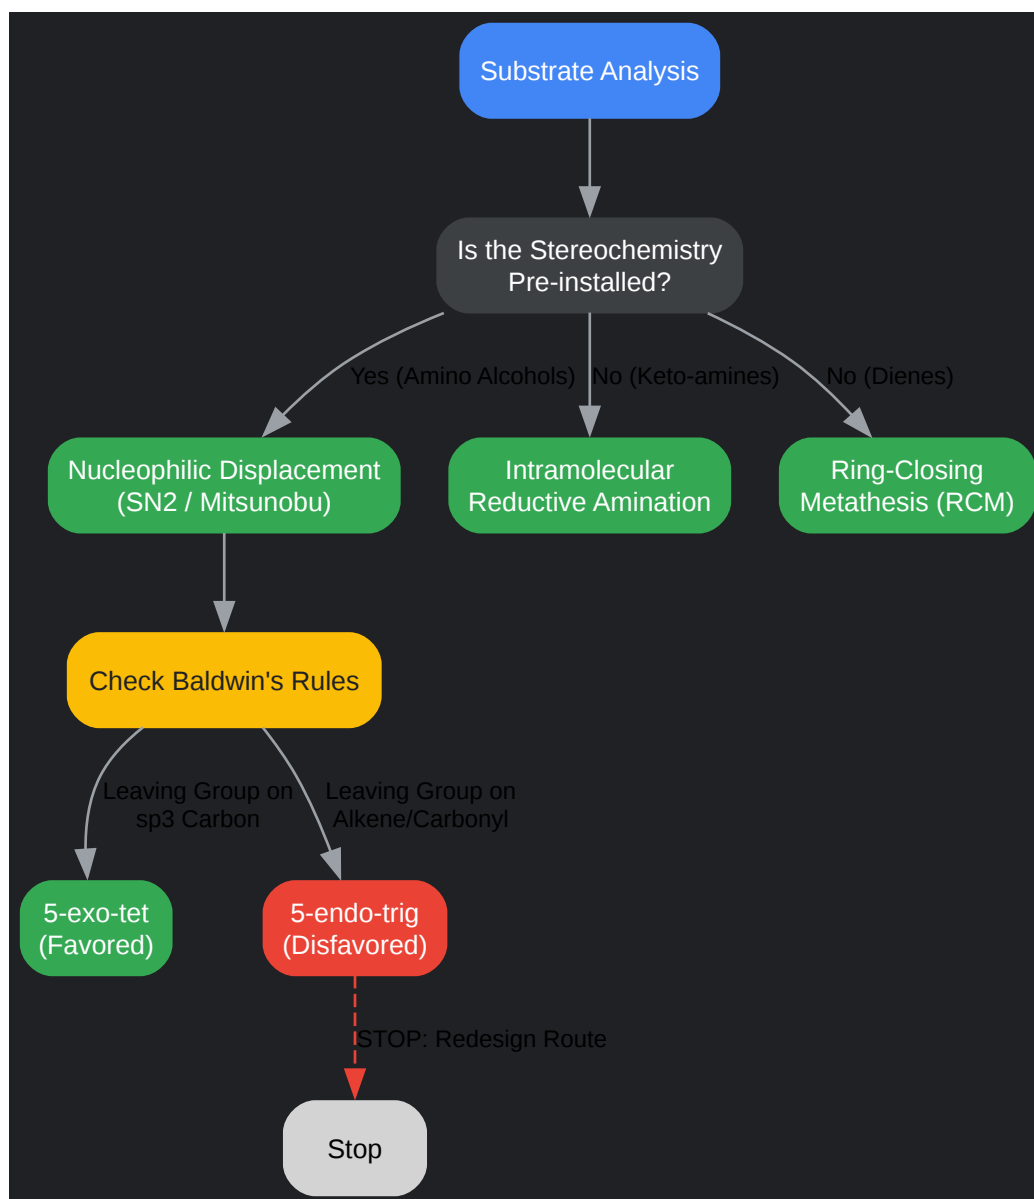 Substrate Analysis
Is the Stereochemistry
Pre-installed?
Yes (Amino Alcohols)
No (Keto-amines)
No (Dienes)
Nucleophilic Displacement
(SN2 / Mitsunobu)
Intramolecular
Reductive Amination
Ring-Closing
Metathesis (RCM)
Check Baldwin's Rules
Leaving Group on
sp3 Carbon
Leaving Group on
Alkene/Carbonyl
5-exo-tet
(Favored)
5-endo-trig
(Disfavored)
STOP: Redesign Route
Stop